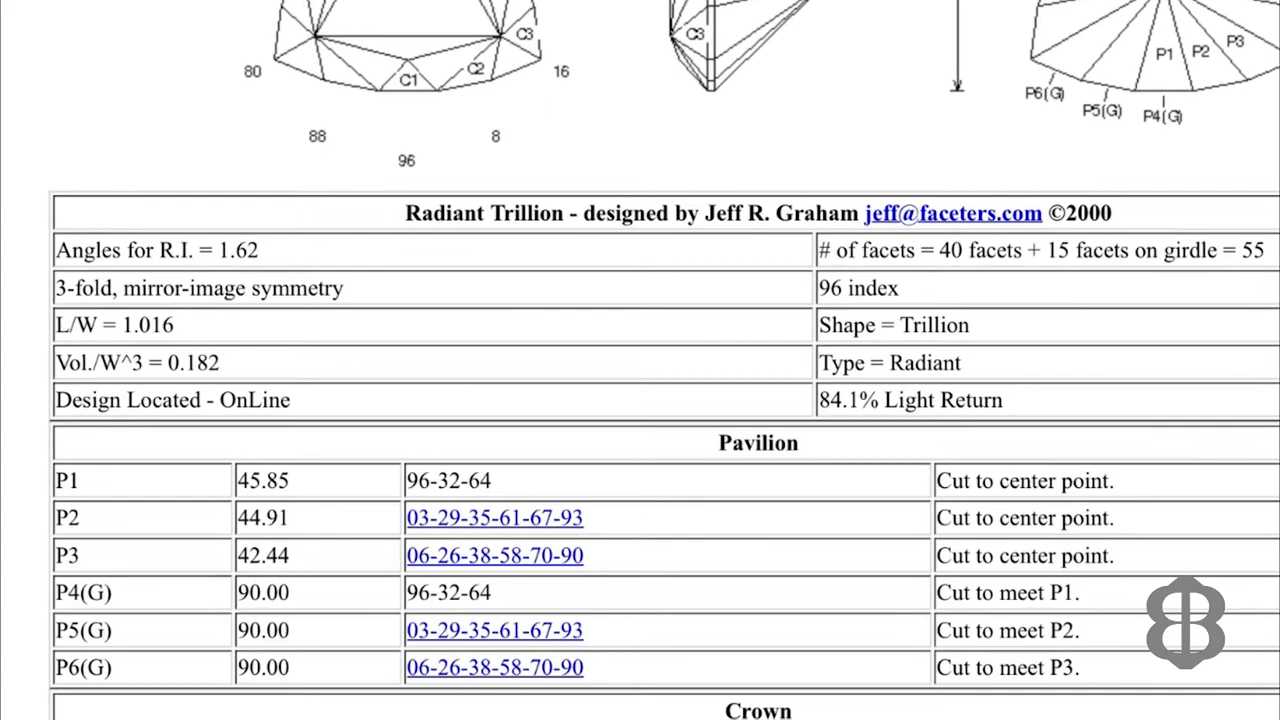 C3
C3
80
C1
C2
16
P1
P2
P3
P6(G)
P5(G)
P4(G)
88
8
96
Radiant Trillion - designed by Jeff R. Graham jeff@faceters.com ©2000
Angles for R.I. = 1.62
# of facets = 40 facets + 15 facets on girdle = 55
3-fold, mirror-image symmetry
96 index
L/W = 1.016
Shape = Trillion
Vol./W^3 = 0.182
Type = Radiant
Design Located - OnLine
84.1% Light Return
Pavilion
P1 45.85 96-32-64 Cut to center point.
P2 44.91 03-29-35-61-67-93 Cut to center point.
P3 42.44 06-26-38-58-70-90 Cut to center point.
P4(G) 90.00 96-32-64 Cut to meet P1.
P5(G) 90.00 03-29-35-61-67-93 Cut to meet P2.
P6(G) 90.00 06-26-38-58-70-90 Cut to meet P3.
Crown